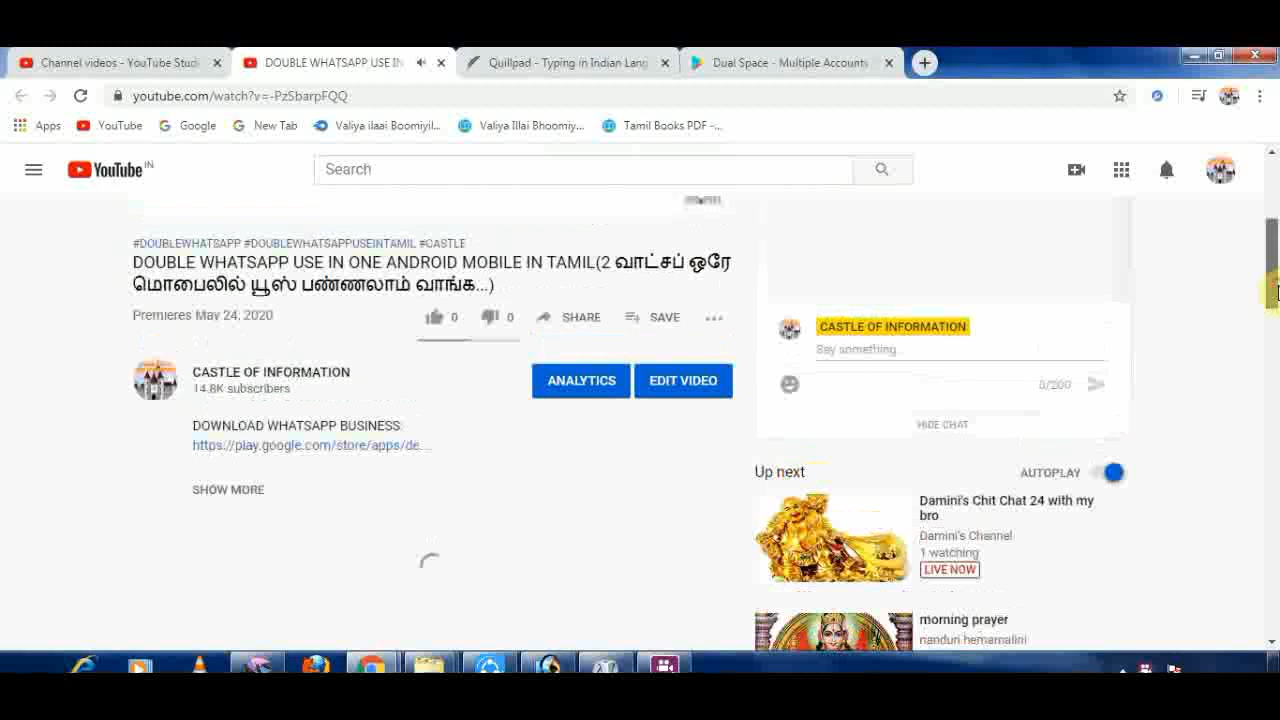 Channel videos - YouTube Studi
DOUBLE WHATSAPP USE IN
Quillpad - Typing in Indian Lang
Dual Space - Multiple Accounts
youtube.com/watch?v=-PzSbarpFQQ
Apps
YouTube
Google
New Tab
Valiya ilaai Boomiyil...
Valiya Illai Bhoomiy...
Tamil Books PDF -...
YouTube IN
Search
#DOUBLEWHATSAPP #DOUBLEWHATSAPPUSEINTAMIL #CASTLE
DOUBLE WHATSAPP USE IN ONE ANDROID MOBILE IN TAMIL(2 வாட்சப் ஒரே
மொபைலில் யூஸ் பண்ணலாம் வாங்க...)
Premieres May 24, 2020
0
0
SHARE
SAVE
CASTLE OF INFORMATION
14.8K subscribers
ANALYTICS
EDIT VIDEO
DOWNLOAD WHATSAPP BUSINESS:
https://play.google.com/store/apps/de...
SHOW MORE
CASTLE OF INFORMATION
Say something...
0/200
HIDE CHAT
Up next
AUTOPLAY
Damini's Chit Chat 24 with my
bro
Damini's Channel
1 watching
LIVE NOW
morning prayer
nanduri hemamalini